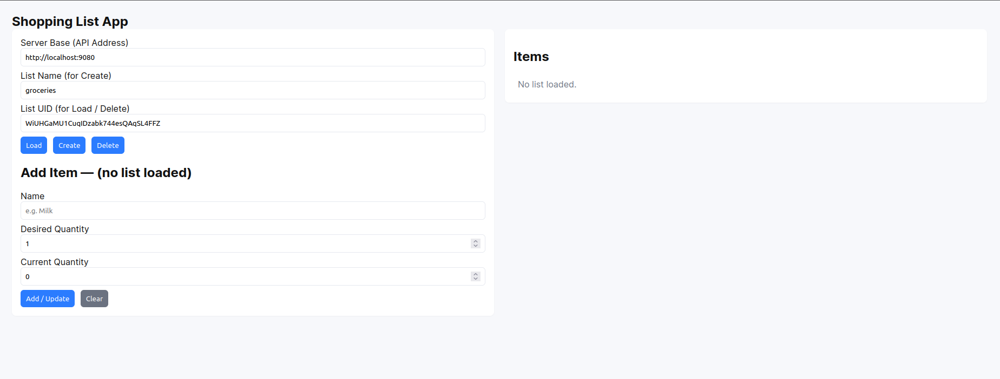 Shopping List App
Server Base (API Address)
http://localhost:9080
List Name (for Create)
groceries
List UID (for Load / Delete)
WiUHGaMU1CuqIDzabk744esQAqSL4FFZ
Load Create Delete
Add Item — (no list loaded)
Name
e.g. Milk
Desired Quantity
1
Current Quantity
0
Add / Update Clear
Items
No list loaded.